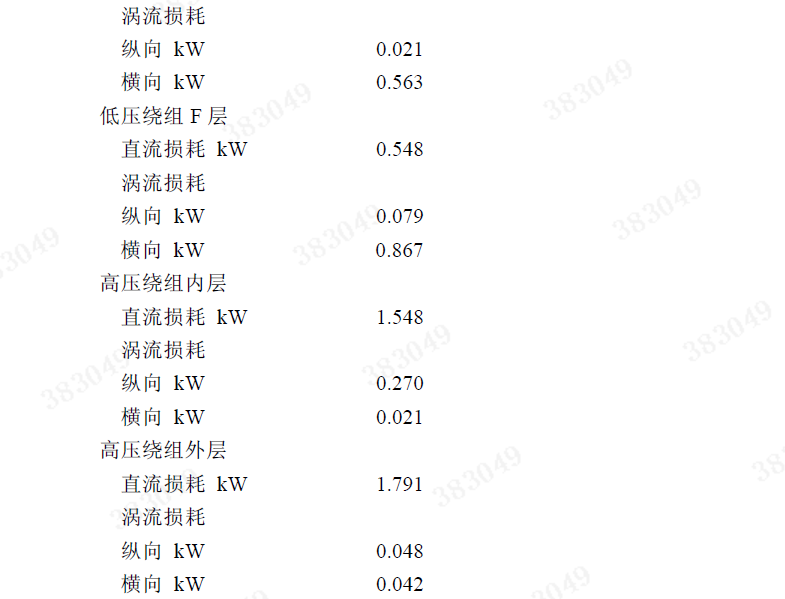 涡流损耗
纵向 kW 0.021
横向 kW 0.563
低压绕组 F 层
直流损耗 kW 0.548
涡流损耗
纵向 kW 0.079
横向 kW 0.867
高压绕组内层
直流损耗 kW 1.548
涡流损耗
纵向 kW 0.270
横向 kW 0.021
高压绕组外层
直流损耗 kW 1.791
涡流损耗
纵向 kW 0.048
横向 kW 0.042
383049